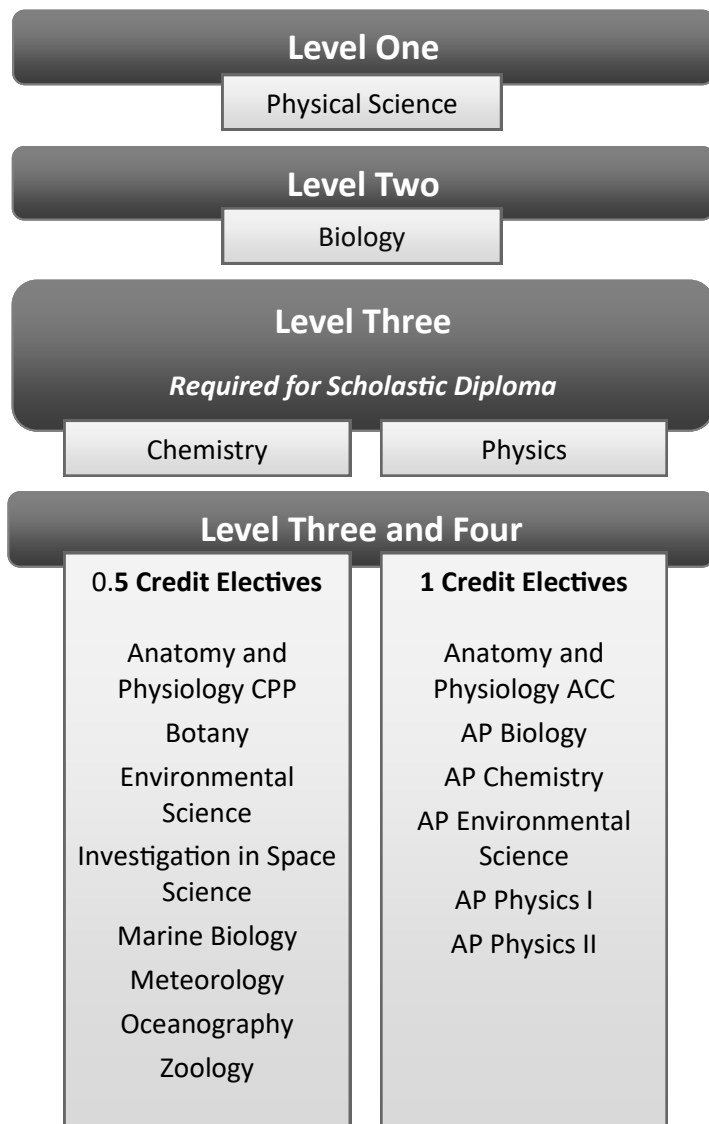 Level One
Physical Science
Level Two
Biology
Level Three
Required for Scholastic Diploma
Chemistry
Physics
Level Three and Four
0.5 Credit Electives
Anatomy and
Physiology CPP
Botany
Environmental
Science
Investigation in Space
Science
Marine Biology
Meteorology
Oceanography
Zoology
1 Credit Electives
Anatomy and
Physiology ACC
AP Biology
AP Chemistry
AP Environmental
Science
AP Physics I
AP Physics II